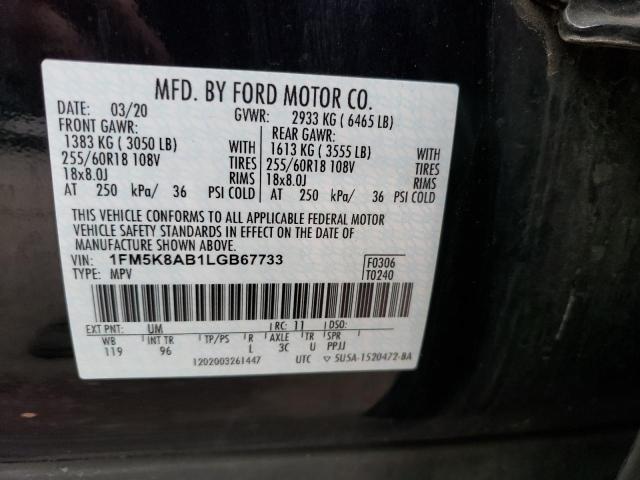 MFD. BY FORD MOTOR CO.
DATE: 03/20 GVWR: 2933 KG ( 6465 LB)
FRONT GAWR: REAR GAWR:
1383 KG ( 3050 LB) 1613 KG ( 3555 LB)
255/60R18 108V TIRES 255/60R18 108V TIRES
18x8.0J RIMS 18x8.0J RIMS
AT 250 kPa/ 36 PSI COLD AT 250 kPa/ 36 PSI COLD
THIS VEHICLE CONFORMS TO ALL APPLICABLE FEDERAL MOTOR
VEHICLE SAFETY STANDARDS IN EFFECT ON THE DATE OF
MANUFACTURE SHOWN ABOVE.
VIN: 1FM5K8AB1LGB67733 F0306
TYPE: MPV T0240
EXT PNT: UM RC: 11 DSO:
WB INT TR TP/PS R AXLE TR SPR
119 96 L 3C U PPJJ
1202003261447 UTC ▽ 5USA-1520472-BA